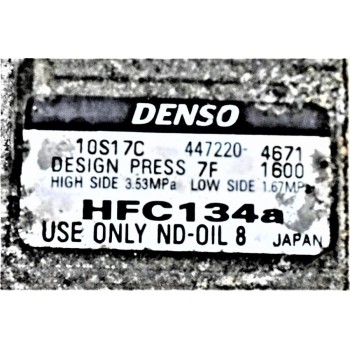 DENSO
10S17C 447220- 4671
DESIGN PRESS 7F 1600
HIGH SIDE 3.53MPa LOW SIDE 1.67MPa
HFC134a
USE ONLY ND-OIL 8 JAPAN